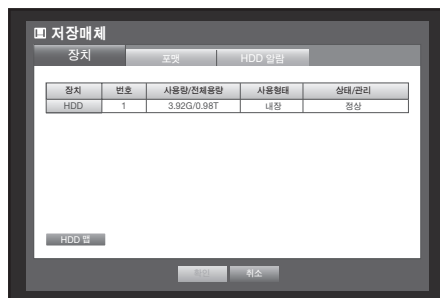 저장매체
장치 포맷 HDD 알람
장치 번호 사용량/전체용량 사용형태 상태/관리
HDD 1 3.92G/0.98T 내장 정상
HDD 맵
확인 취소